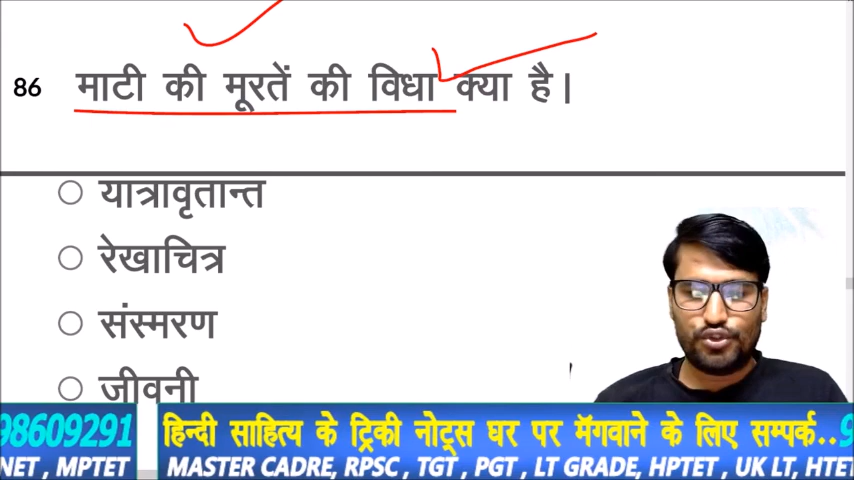 86 माटी की मूरतें की विधा क्या है।
यात्रावृतान्त
रेखाचित्र
संस्मरण
जीवनी
98609291 हिन्दी साहित्य के ट्रिकी नोट्स घर पर मॅगवाने के लिए सम्पर्क..9
NET , MPTET MASTER CADRE, RPSC , TGT , PGT , LT GRADE, HPTET , UK LT, HTET